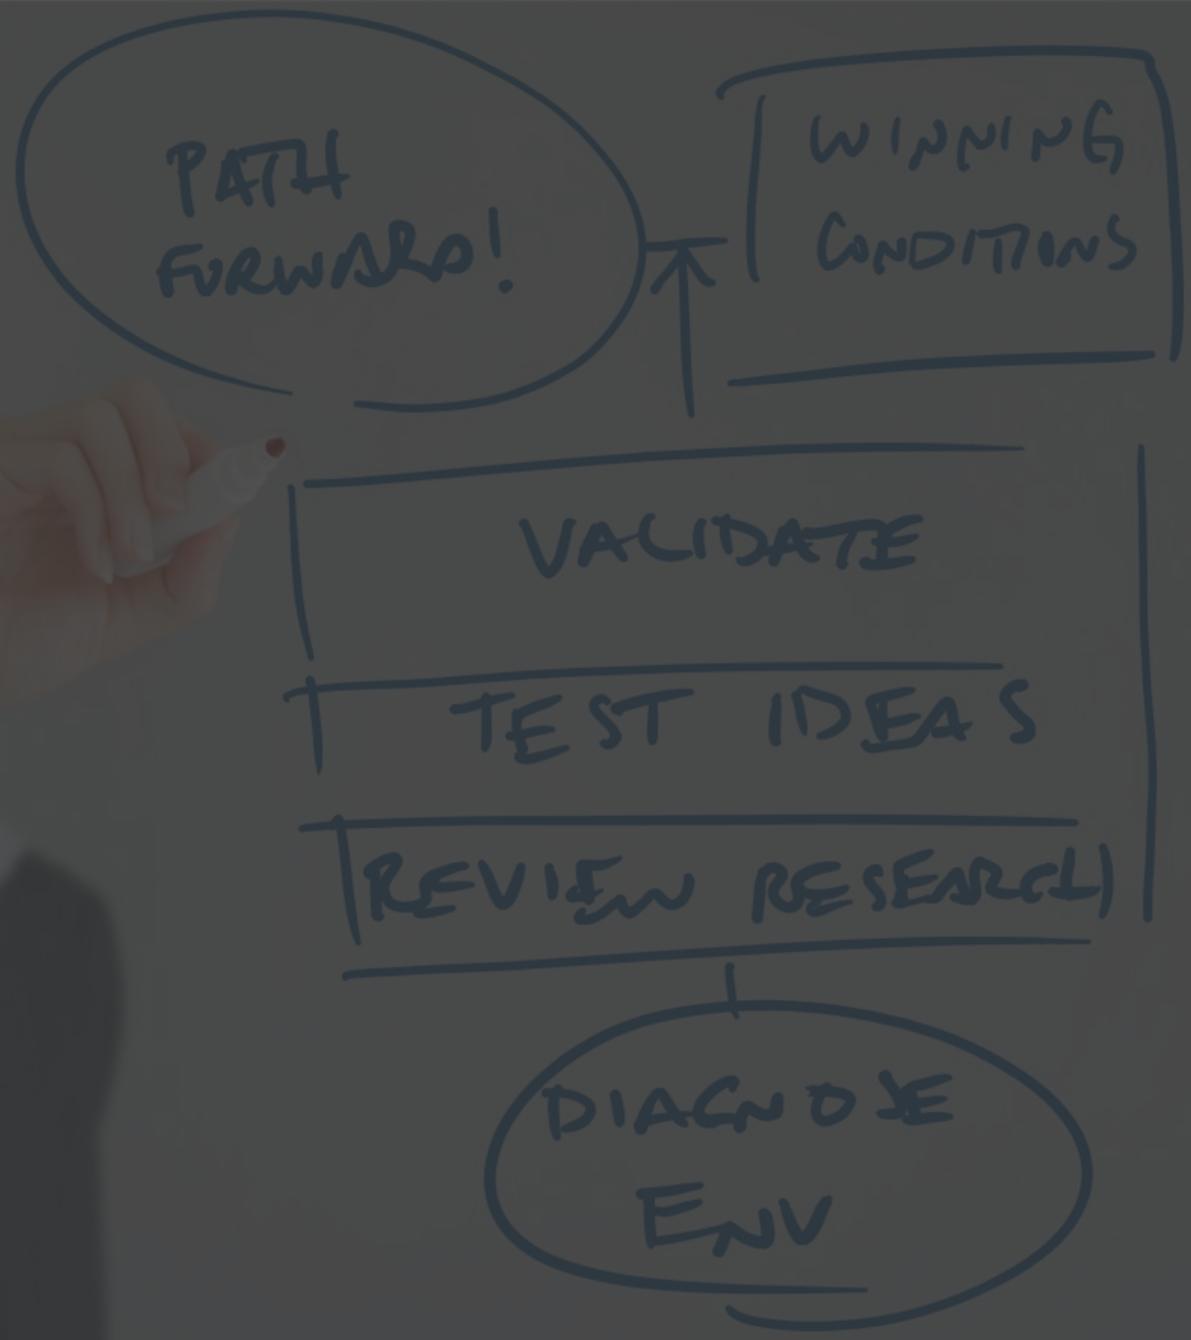 PATH
FORWARD!
WINNING
CONDITIONS
VALIDATE
TEST IDEAS
REVIEW RESEARCH
DIAGNOSE
ENV